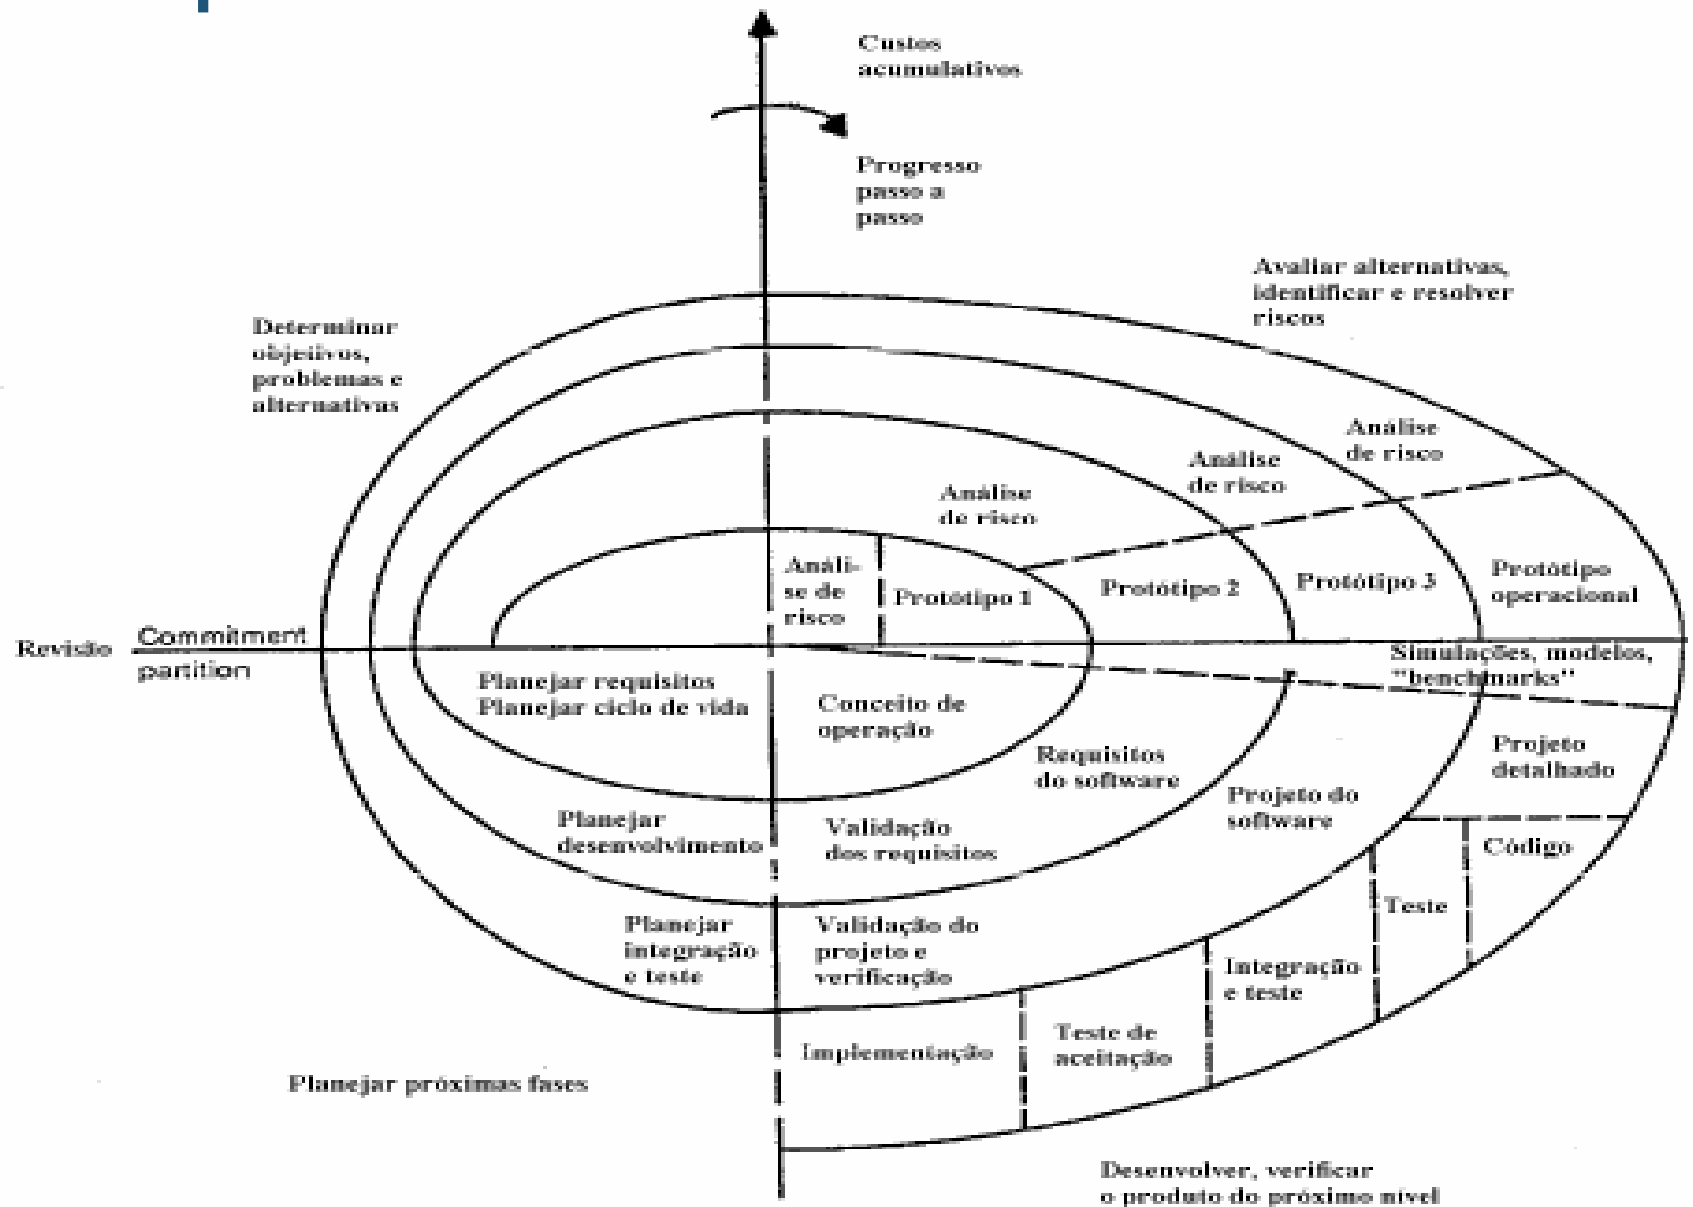 Custos
acumulativos
Progresso
passo a
passo
Avaliar alternativas,
identificar e resolver
riscos
Determinar
objetivos,
problemas e
alternativas
Análise
de risco
Análise
de risco
Análise
de risco
Análi-
se de
risco
Protótipo 1
Protótipo 2
Protótipo 3
Protótipo
operacional
Revisão
Commitment
partition
Simulações, modelos,
"benchmarks"
Planejar requisitos
Planejar ciclo de vida
Conceito de
operação
Requisitos
do software
Projeto do
software
Projeto
detalhado
Planejar
desenvolvimento
Validação
dos requisitos
Código
Teste
Planejar
integração
e teste
Validação do
projeto e
verificação
Integração
e teste
Teste de
aceitação
Implementação
Planejar próximas fases
Desenvolver, verificar
o produto do próximo nível